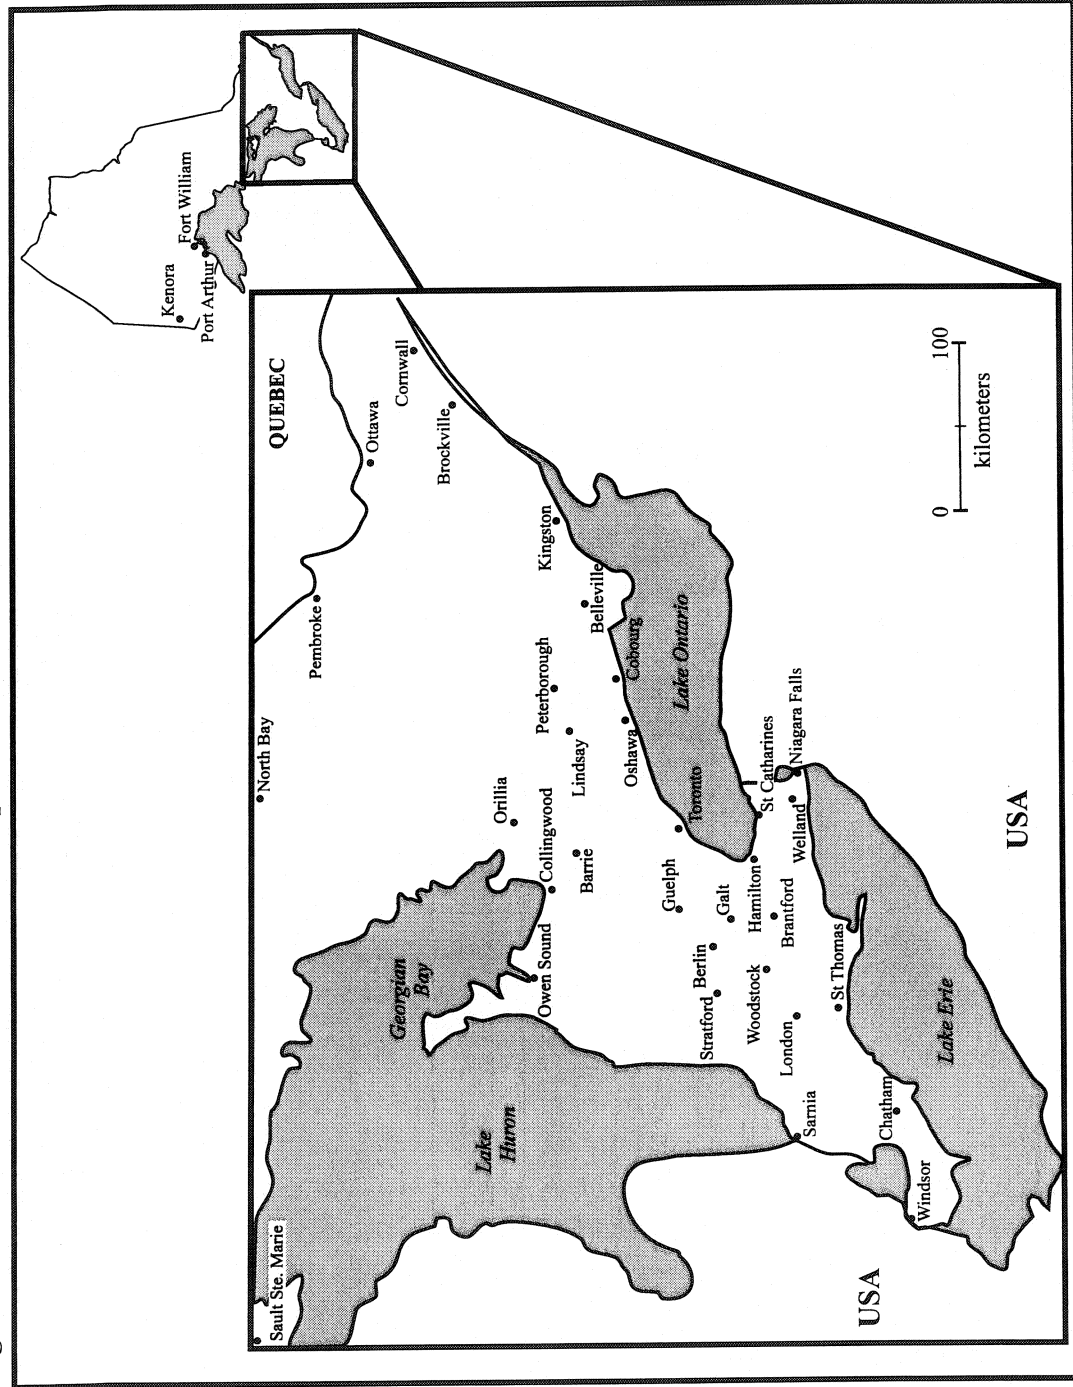 Kenora
Fort William
Port Arthur
Sault Ste. Marie
North Bay
Pembroke
QUEBEC
Ottawa
Cornwall
Brockville
Kingston
Belleville
Cobourg
Peterborough
Lindsay
Oshawa
Orillia
Collingwood
Barrie
Toronto
Georgian
Bay
Owen Sound
Lake
Huron
Lake Ontario
Guelph
Galt
Berlin
Stratford
Hamilton
St Catharines
Niagara Falls
Welland
Brantford
Woodstock
London
St Thomas
Sarnia
Chatham
Windsor
Lake Erie
USA
USA
0
100
kilometers